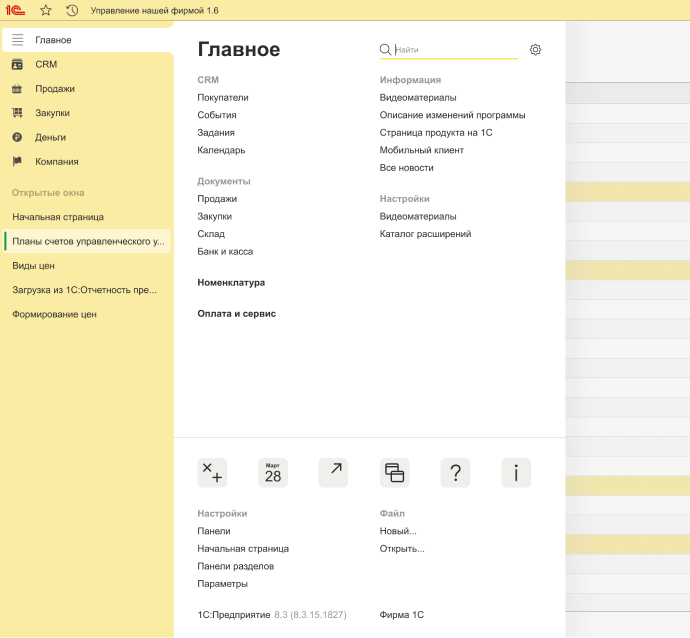 1С Управление нашей фирмой 1.6
Главное
CRM
Продажи
Закупки
Деньги
Компания
Открытые окна
Начальная страница
Планы счетов управленческого у...
Виды цен
Загрузка из 1С:Отчетность пре...
Формирование цен
Главное
Найти
CRM
Покупатели
События
Задания
Календарь
Документы
Продажи
Закупки
Склад
Банк и касса
Номенклатура
Оплата и сервис
Информация
Видеоматериалы
Описание изменений программы
Страница продукта на 1С
Мобильный клиент
Все новости
Настройки
Видеоматериалы
Каталог расширений
Март
28
?
i
Настройки
Панели
Начальная страница
Панели разделов
Параметры
Файл
Новый...
Открыть...
1С:Предприятие 8.3 (8.3.15.1827)
Фирма 1С